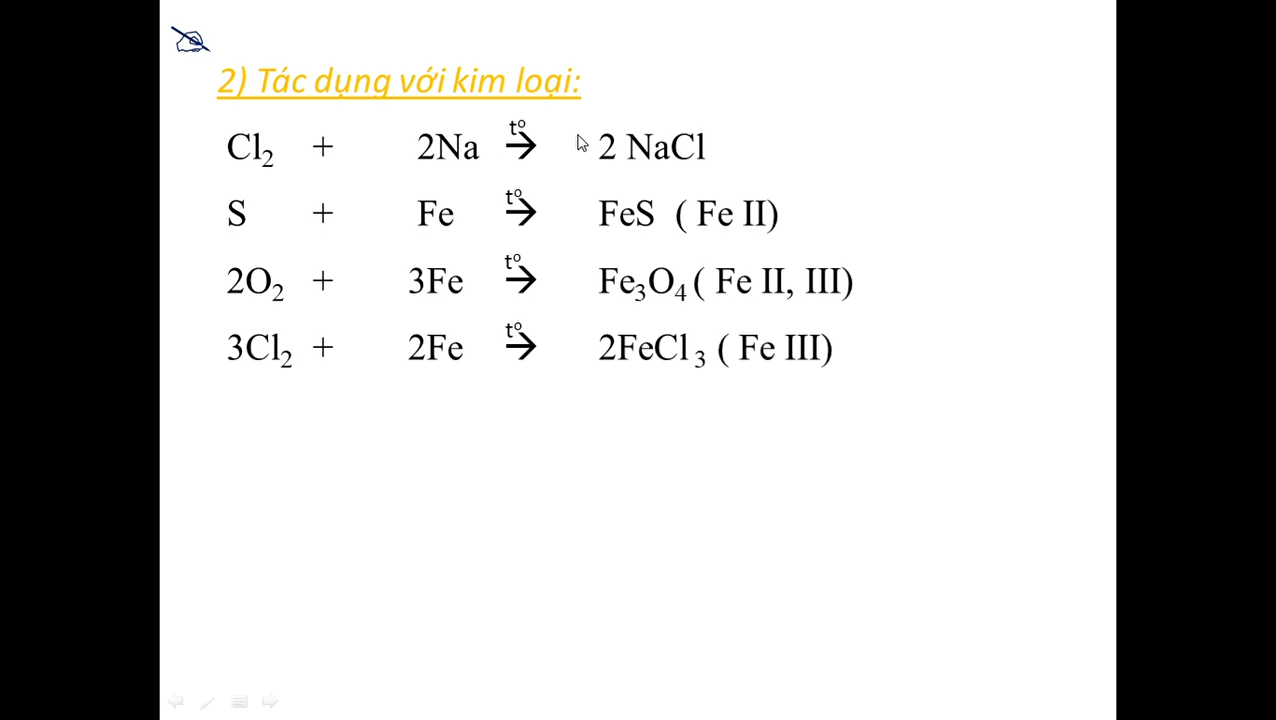 2) Tác dụng với kim loại:
Cl₂ + 2Na t° → 2 NaCl
S + Fe t° → FeS ( Fe II)
2O₂ + 3Fe t° → Fe₃O₄ ( Fe II, III)
3Cl₂ + 2Fe t° → 2FeCl₃ ( Fe III)